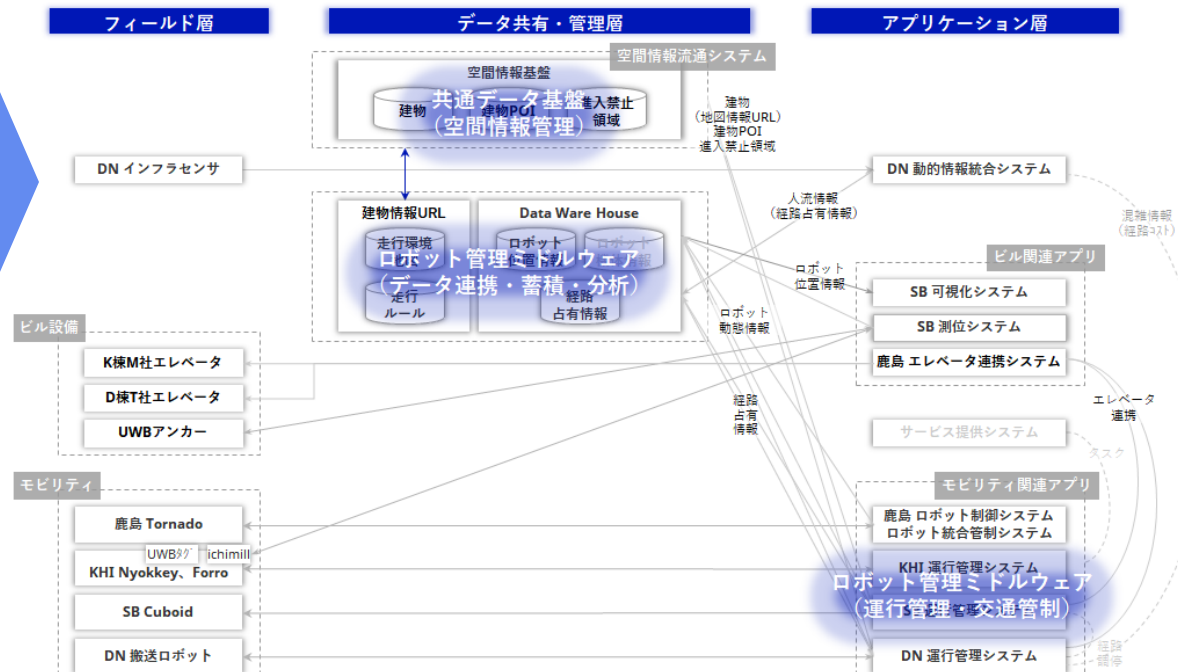 フィールド層
データ共有・管理層
アプリケーション層
空間情報流通システム
空間情報基盤
建物
建物POI
進入禁止
領域
共通データ基盤
(空間情報管理)
建物
(地図情報URL)
建物POI
進入禁止領域
DN インフラセンサ
DN 動的情報統合システム
人流情報
(経路占有情報)
混雑情報
(経路ｺｽﾄ)
建物情報URL
Data Ware House
走行環境
ロボット
位置情報
ロボット
情報
走行
ルール
経路
占有情報
ロボット管理ミドルウェア
(データ連携・蓄積・分析)
ロボット
位置情報
ロボット
動態情報
経路
占有
情報
ビル関連アプリ
SB 可視化システム
SB 測位システム
鹿島 エレベータ連携システム
エレベータ
連携
ビル設備
K棟M社エレベータ
D棟T社エレベータ
UWBアンカー
サービス提供システム
タスク
モビリティ
鹿島 Tornado
UWBﾀｸﾞ
ichimill
KHI Nyokkey、Forro
SB Cuboid
DN 搬送ロボット
モビリティ関連アプリ
鹿島 ロボット制御システム
ロボット統合管制システム
KHI 運行管理システム
ロボット管理ミドルウェア
(運行管理・交通管制)
DN 運行管理システム
経路
調停